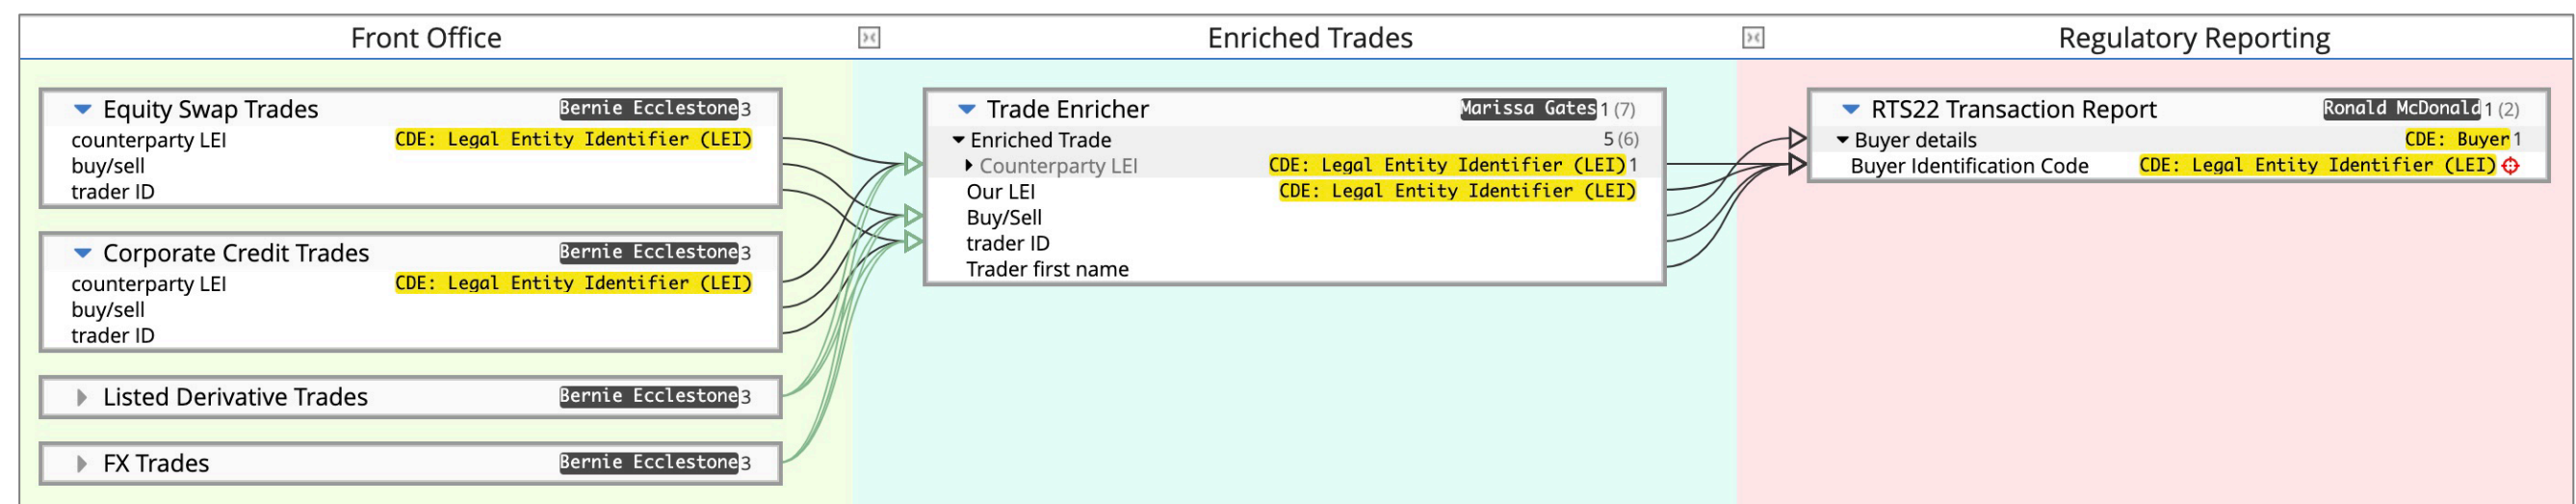 Front Office
Enriched Trades
Regulatory Reporting
Equity Swap Trades Bernie Ecclestone 3
counterparty LEI CDE: Legal Entity Identifier (LEI)
buy/sell
trader ID
Corporate Credit Trades Bernie Ecclestone 3
counterparty LEI CDE: Legal Entity Identifier (LEI)
buy/sell
trader ID
Listed Derivative Trades Bernie Ecclestone 3
FX Trades Bernie Ecclestone 3
Trade Enricher Marissa Gates 1 (7)
Enriched Trade 5 (6)
Counterparty LEI CDE: Legal Entity Identifier (LEI) 1
Our LEI CDE: Legal Entity Identifier (LEI)
Buy/Sell
trader ID
Trader first name
RTS22 Transaction Report Ronald McDonald 1 (2)
Buyer details CDE: Buyer 1
Buyer Identification Code CDE: Legal Entity Identifier (LEI)